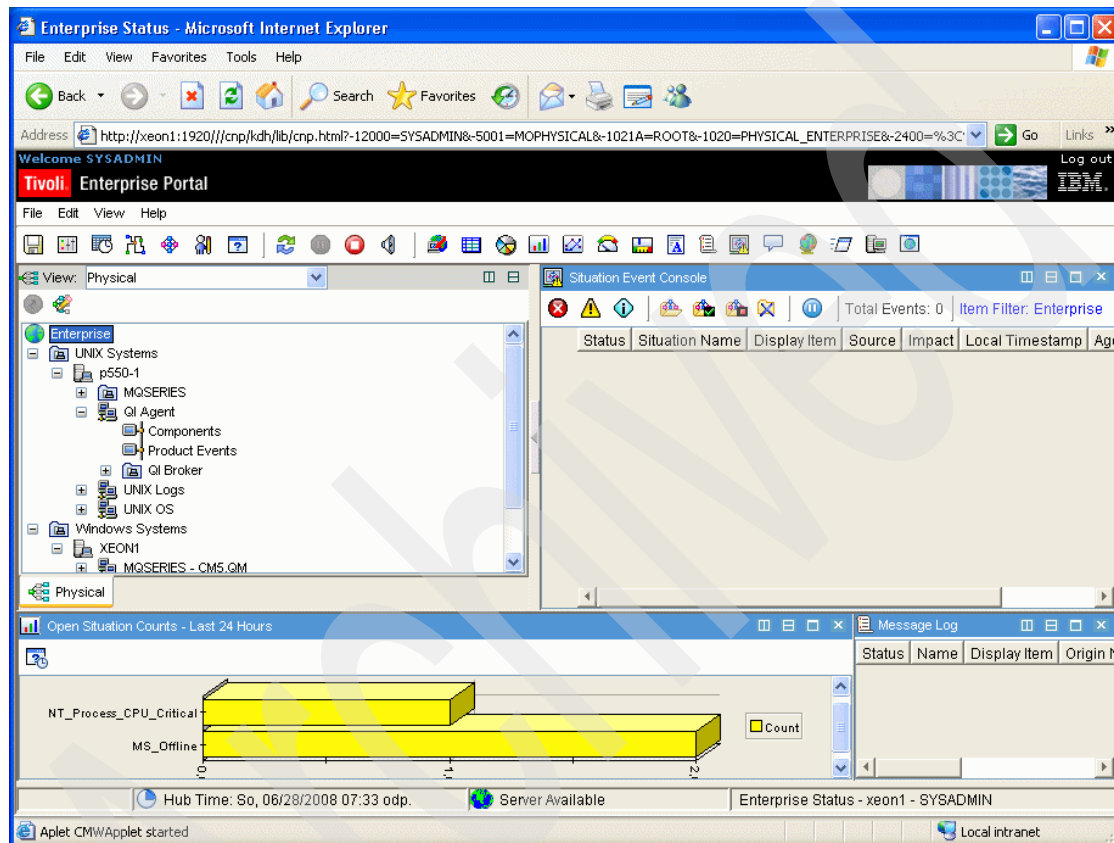 Enterprise Status - Microsoft Internet Explorer
File Edit View Favorites Tools Help
Back Search Favorites
Address http://xeon1:1920///cnp/kdh/lib/cnp.html?-12000=SYSADMIN&-5001=MOPHYSICAL&-1021A=ROOT&-1020=PHYSICAL_ENTERPRISE&-2400=%3C Go Links »
Welcome SYSADMIN Log out
Tivoli. Enterprise Portal IBM.
File Edit View Help
View: Physical
Situation Event Console
Total Events: 0 Item Filter: Enterprise
Status Situation Name Display Item Source Impact Local Timestamp Age
Enterprise
UNIX Systems
p550-1
MQSERIES
QI Agent
Components
Product Events
QI Broker
UNIX Logs
UNIX OS
Windows Systems
XEON1
MQSERIES - CM5.QM
Physical
Open Situation Counts - Last 24 Hours
NT_Process_CPU_Critical
MS_Offline
Count
Message Log
Status Name Display Item Origin N
Hub Time: So, 06/28/2008 07:33 odp. Server Available Enterprise Status - xeon1 - SYSADMIN
Aplet CMWApplet started Local intranet
Archived